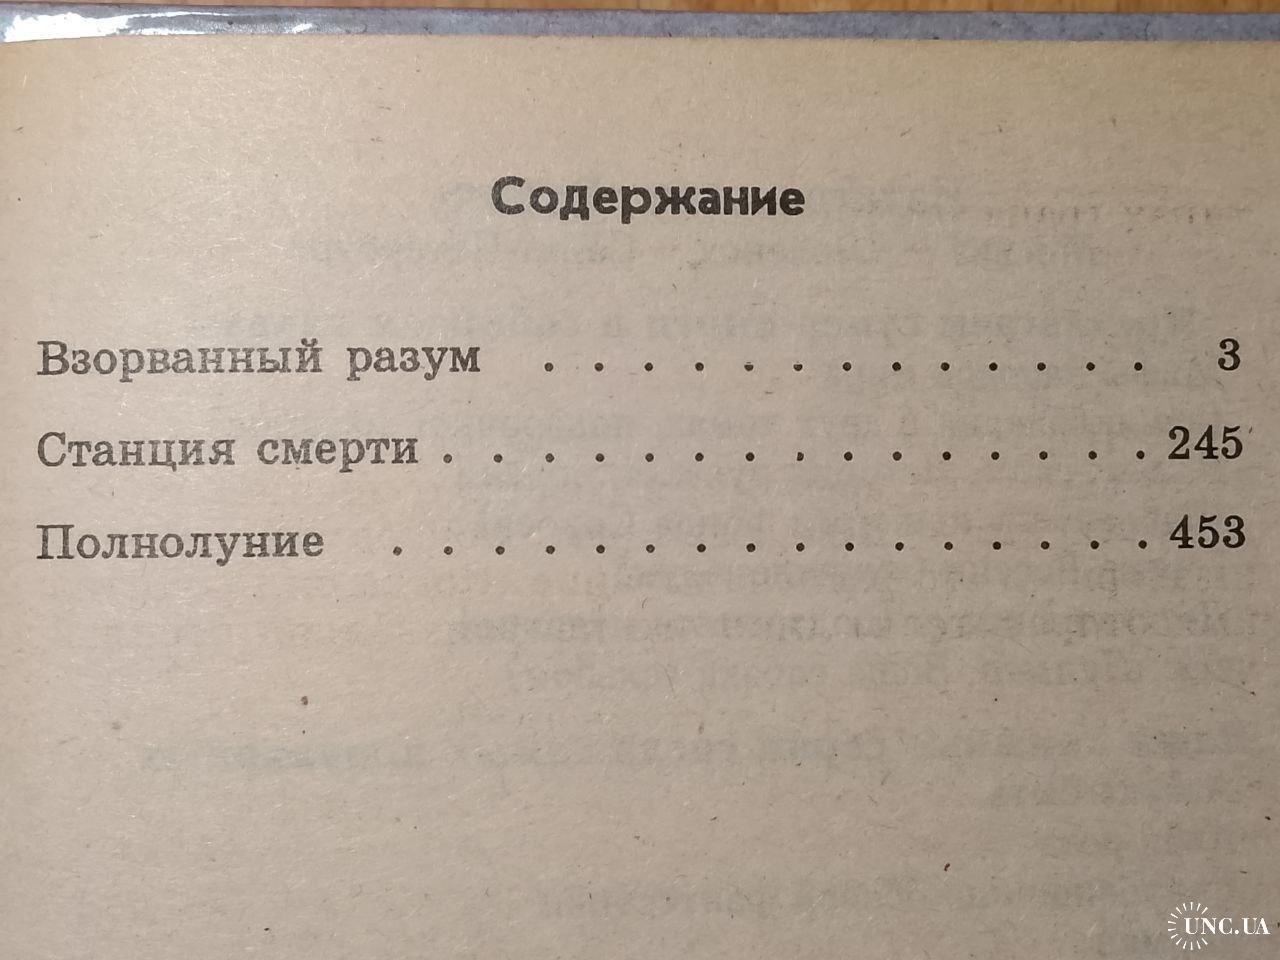 Содержание
Взорванный разум . . . . . . . . . . . . . 3
Станция смерти . . . . . . . . . . . . . . . 245
Полнолуние . . . . . . . . . . . . . . . . 453
UNC.UA